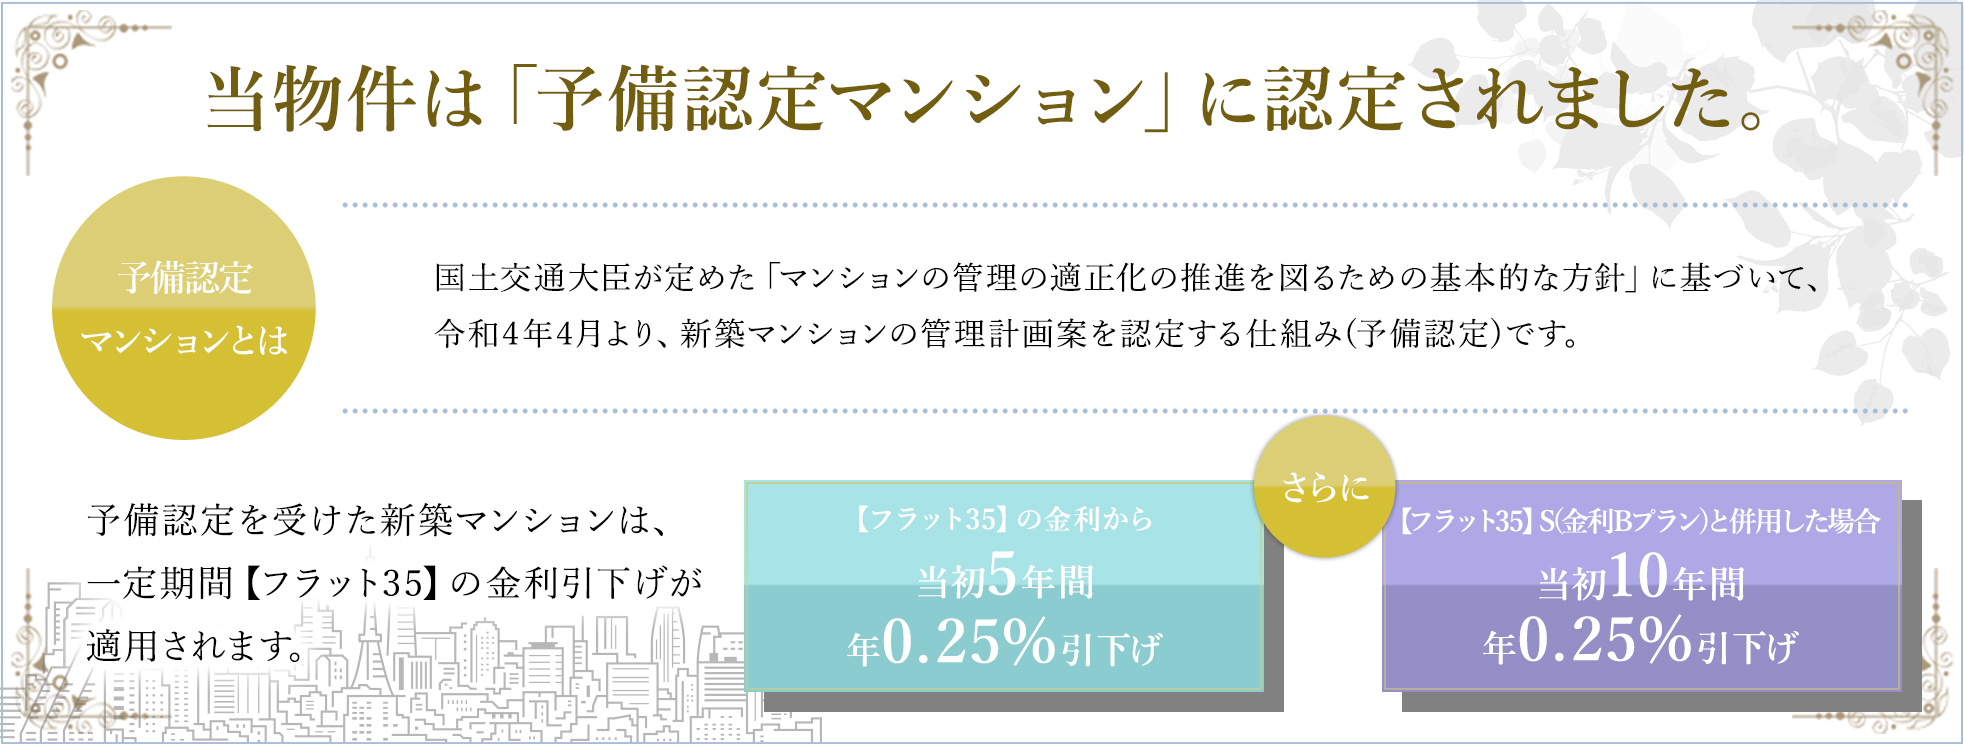 当物件は「予備認定マンション」に認定されました。
予備認定
マンションとは
国土交通大臣が定めた「マンションの管理の適正化の推進を図るための基本的な方針」に基づいて、
令和4年4月より、新築マンションの管理計画案を認定する仕組み(予備認定)です。
予備認定を受けた新築マンションは、
一定期間【フラット35】の金利引下げが
適用されます。
【フラット35】の金利から
当初5年間
年0.25%引下げ
さらに
【フラット35】S(金利Bプラン)と併用した場合
当初10年間
年0.25%引下げ